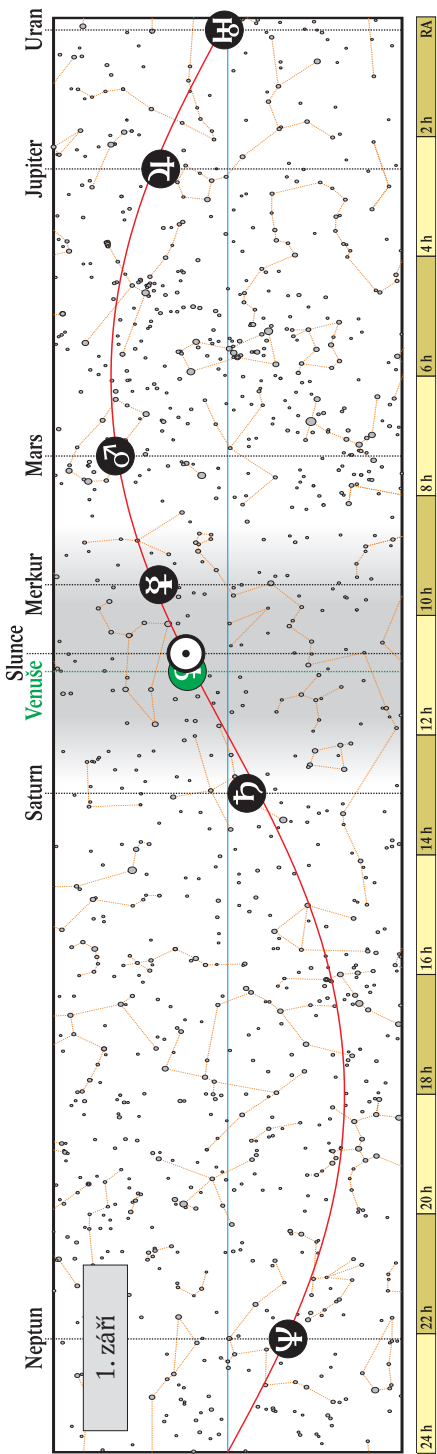 Uran
Jupiter
Mars
Merkur
Slunce
Venuše
Saturn
Neptun
1. září
RA
2 h
4 h
6 h
8 h
10 h
12 h
14 h
16 h
18 h
20 h
22 h
24 h